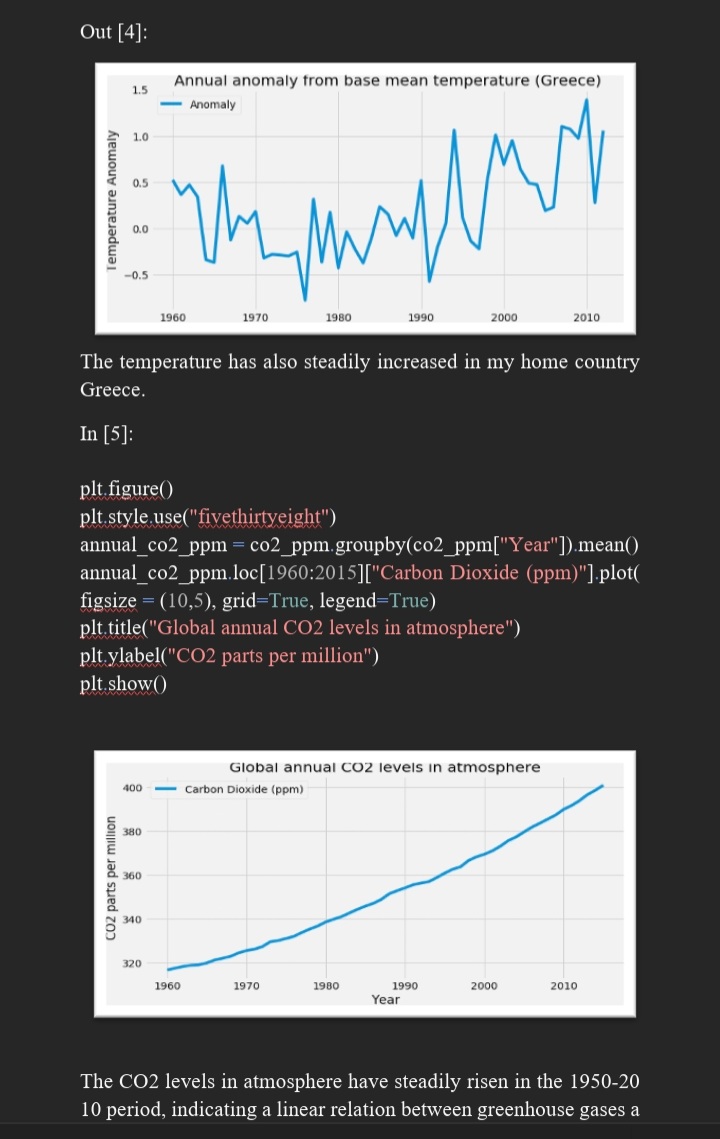 Out [4]:
Annual anomaly from base mean temperature (Greece)
1.5
Anomaly
1.0
0.5
0.0
−0.5
Temperature Anomaly
1960 1970 1980 1990 2000 2010
The temperature has also steadily increased in my home country
Greece.
In [5]:
plt.figure()
plt.style.use("fivethirtyeight")
annual_co2_ppm = co2_ppm.groupby(co2_ppm["Year"]).mean()
annual_co2_ppm.loc[1960:2015]["Carbon Dioxide (ppm)"].plot(
figsize = (10,5), grid=True, legend=True)
plt.title("Global annual CO2 levels in atmosphere")
plt.ylabel("CO2 parts per million")
plt.show()
Global annual CO2 levels in atmosphere
400
Carbon Dioxide (ppm)
380
360
340
320
CO2 parts per million
1960 1970 1980 1990 2000 2010
Year
The CO2 levels in atmosphere have steadily risen in the 1950-20
10 period, indicating a linear relation between greenhouse gases a